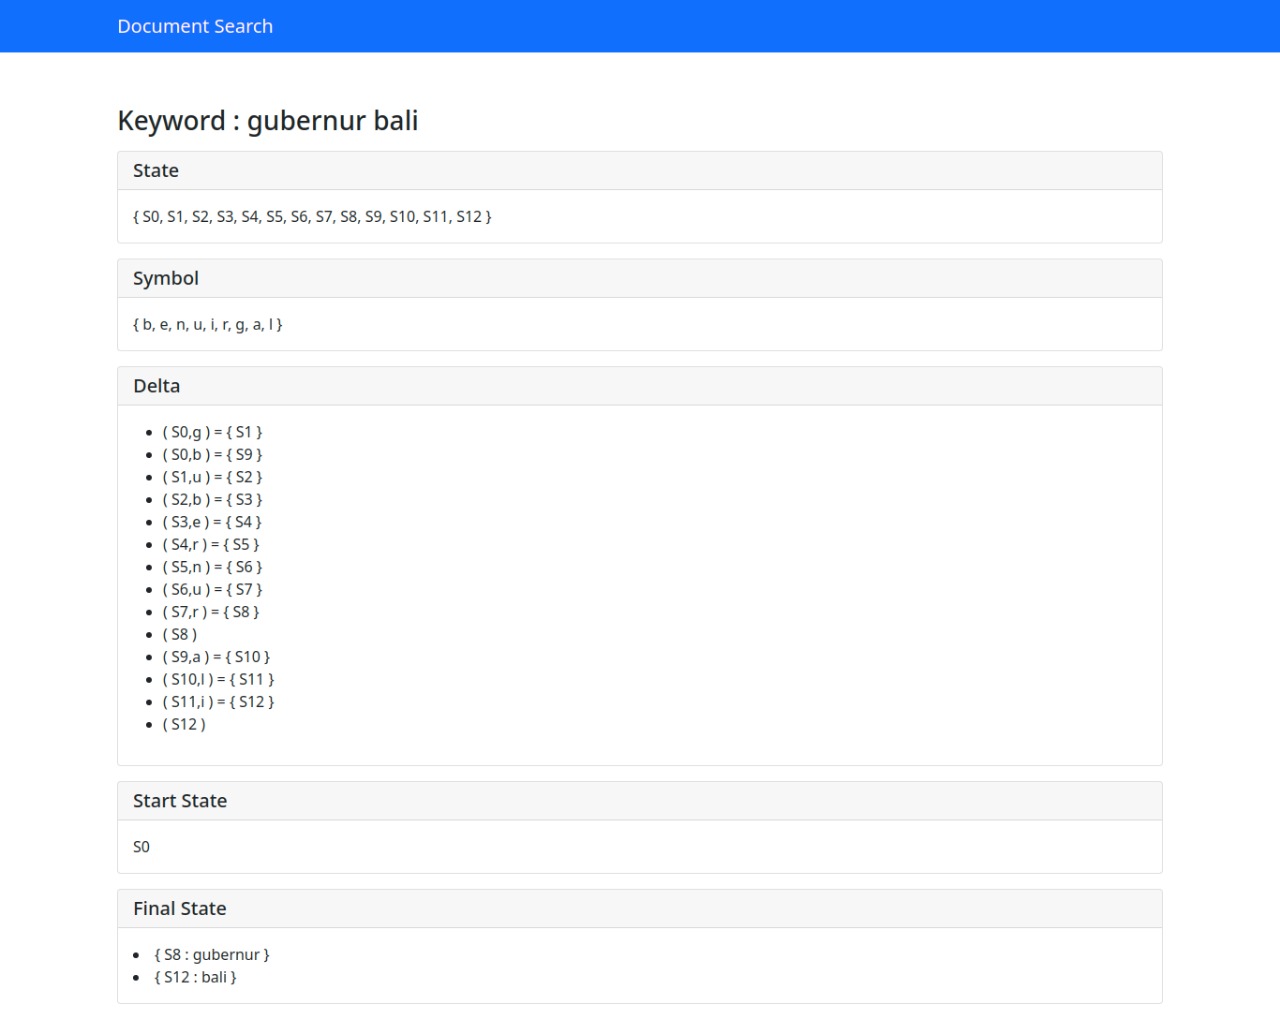 Document Search
Keyword : gubernur bali
State
{ S0, S1, S2, S3, S4, S5, S6, S7, S8, S9, S10, S11, S12 }
Symbol
{ b, e, n, u, i, r, g, a, l }
Delta
• ( S0,g ) = { S1 }
• ( S0,b ) = { S9 }
• ( S1,u ) = { S2 }
• ( S2,b ) = { S3 }
• ( S3,e ) = { S4 }
• ( S4,r ) = { S5 }
• ( S5,n ) = { S6 }
• ( S6,u ) = { S7 }
• ( S7,r ) = { S8 }
• ( S8 )
• ( S9,a ) = { S10 }
• ( S10,l ) = { S11 }
• ( S11,i ) = { S12 }
• ( S12 )
Start State
S0
Final State
• { S8 : gubernur }
• { S12 : bali }